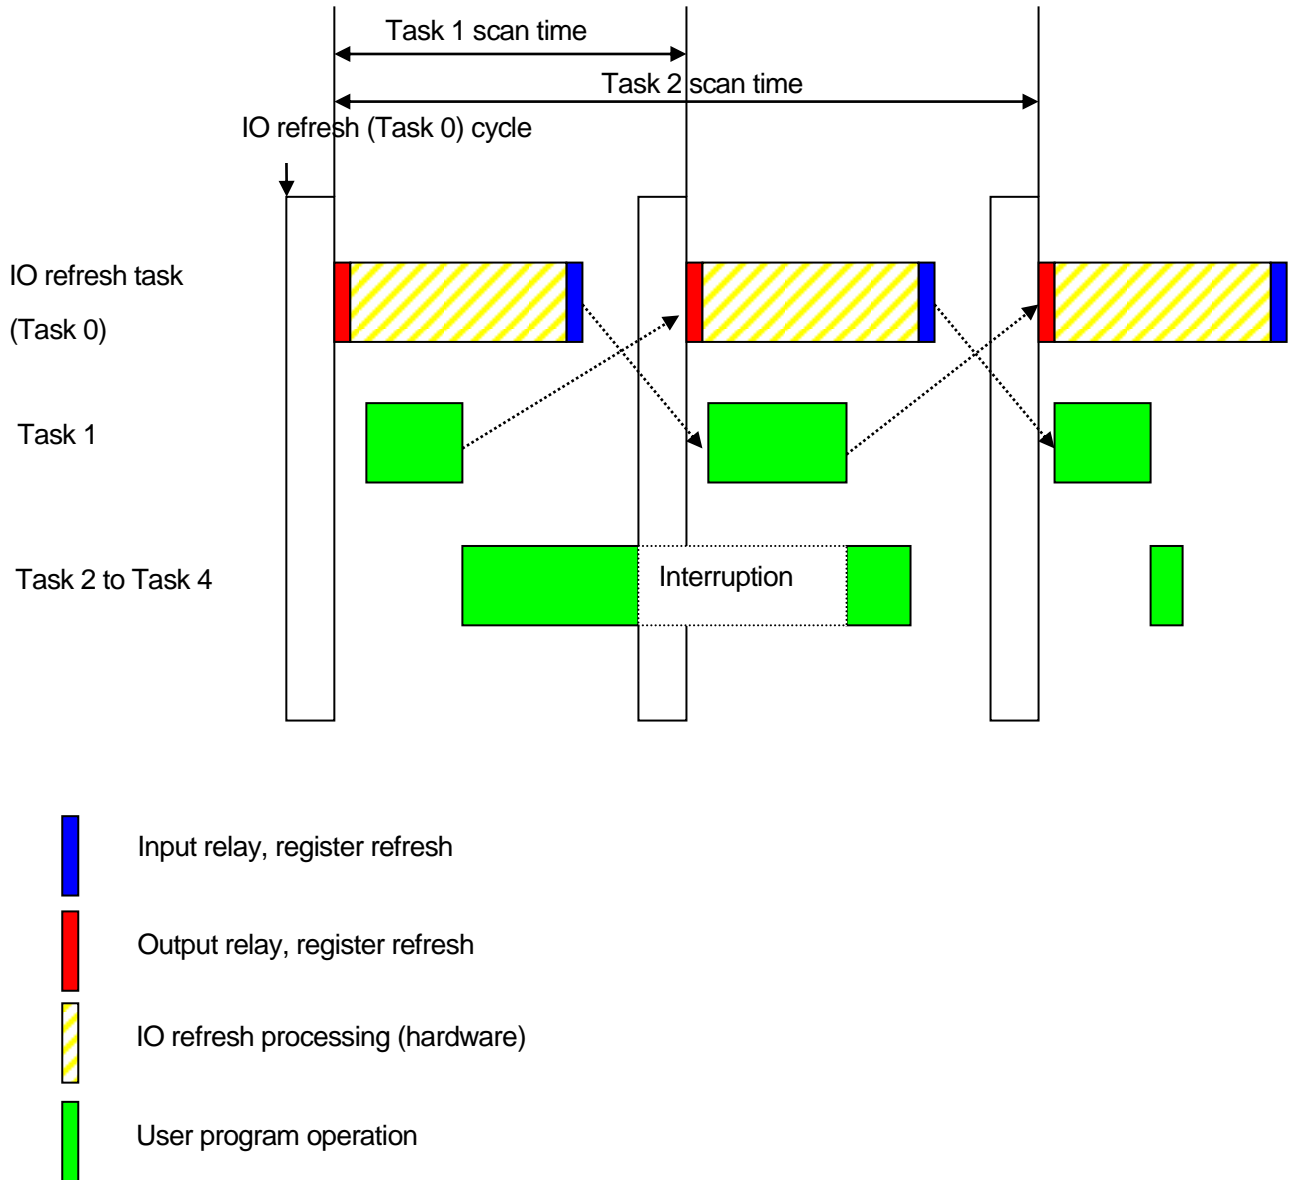 Task 1 scan time
Task 2 scan time
IO refresh (Task 0) cycle
IO refresh task
(Task 0)
Task 1
Task 2 to Task 4
Interruption
Input relay, register refresh
Output relay, register refresh
IO refresh processing (hardware)
User program operation